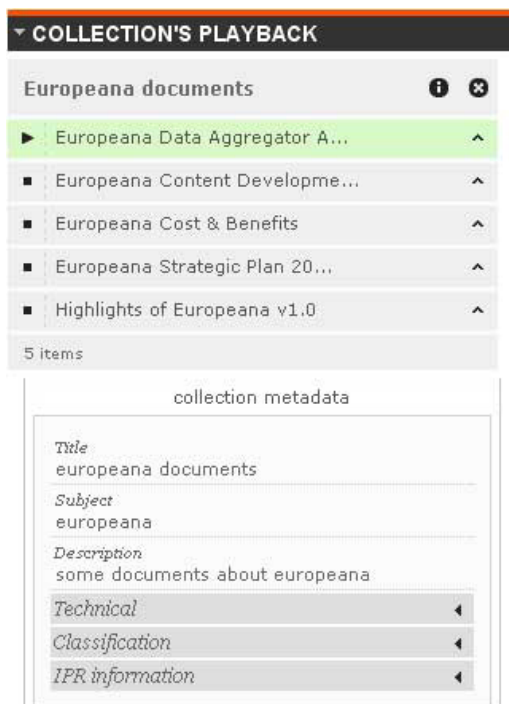 COLLECTION'S PLAYBACK
Europeana documents
Europeana Data Aggregator A...
Europeana Content Developme...
Europeana Cost & Benefits
Europeana Strategic Plan 20...
Highlights of Europeana v1.0
5 items
collection metadata
Title
europeana documents
Subject
europeana
Description
some documents about europeana
Technical
Classification
IPR information